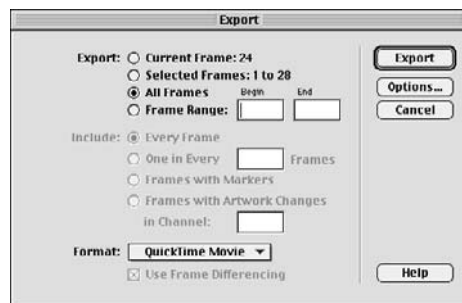 Export
Export: Current Frame: 24
Selected Frames: 1 to 28
All Frames Begin End
Frame Range:
Include: Every Frame
One in Every Frames
Frames with Markers
Frames with Artwork Changes
in Channel:
Format: QuickTime Movie
Use Frame Differencing
Export
Options...
Cancel
Help